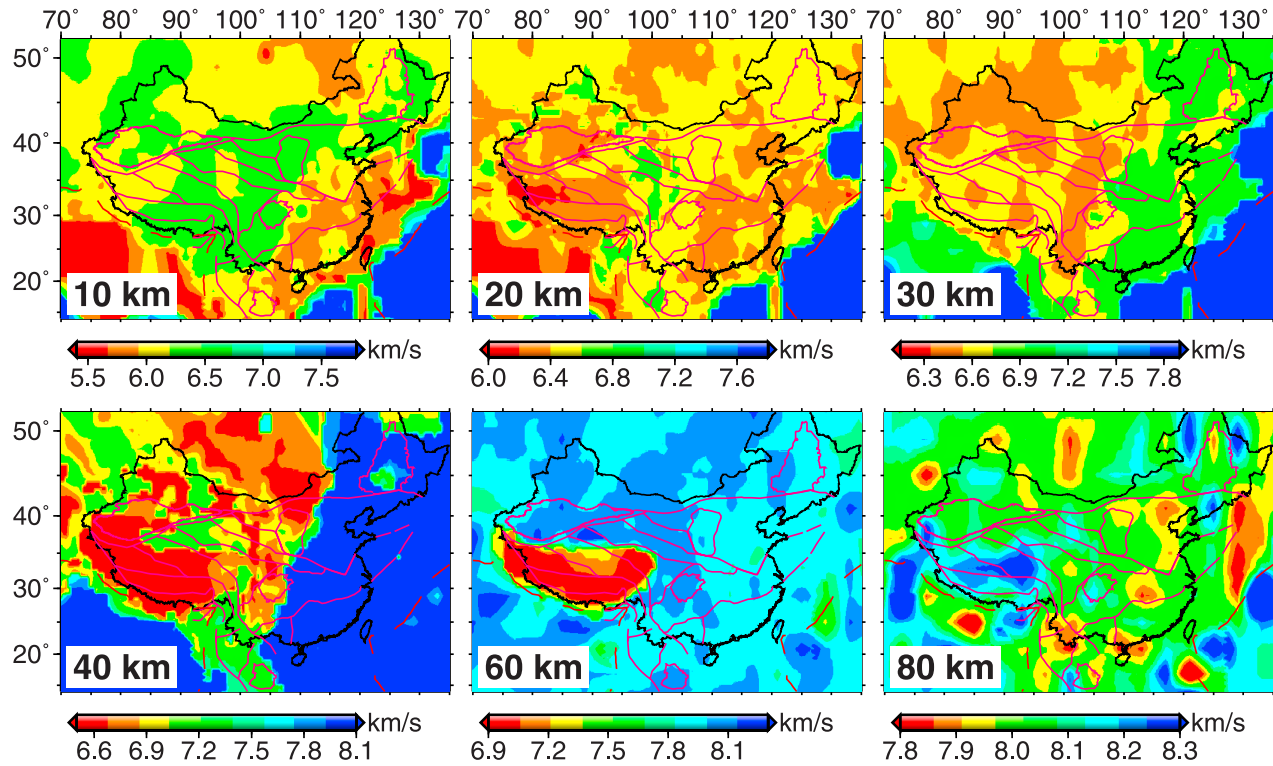 70° 80° 90° 100° 110° 120° 130°
70° 80° 90° 100° 110° 120° 130°
70° 80° 90° 100° 110° 120° 130°
50°
40°
30°
20°
10 km
20 km
30 km
km/s
5.5 6.0 6.5 7.0 7.5
km/s
6.0 6.4 6.8 7.2 7.6
km/s
6.3 6.6 6.9 7.2 7.5 7.8
50°
40°
30°
20°
40 km
60 km
80 km
km/s
6.6 6.9 7.2 7.5 7.8 8.1
km/s
6.9 7.2 7.5 7.8 8.1
km/s
7.8 7.9 8.0 8.1 8.2 8.3